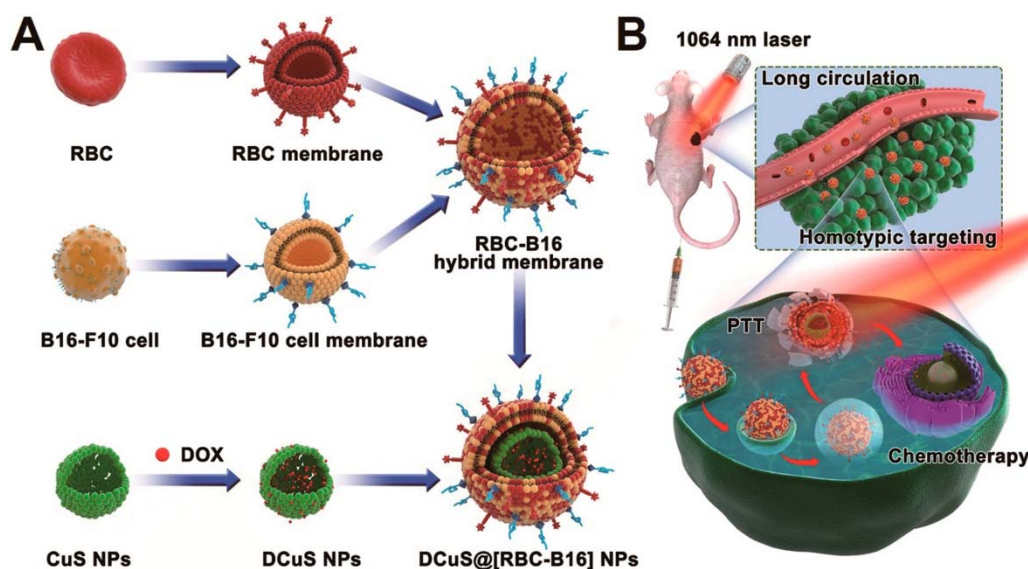 A
RBC
RBC membrane
RBC-B16
hybrid membrane
B16-F10 cell
B16-F10 cell membrane
DOX
CuS NPs
DCuS NPs
DCuS@[RBC-B16] NPs
B
1064 nm laser
Long circulation
Homotypic targeting
PTT
Chemotherapy